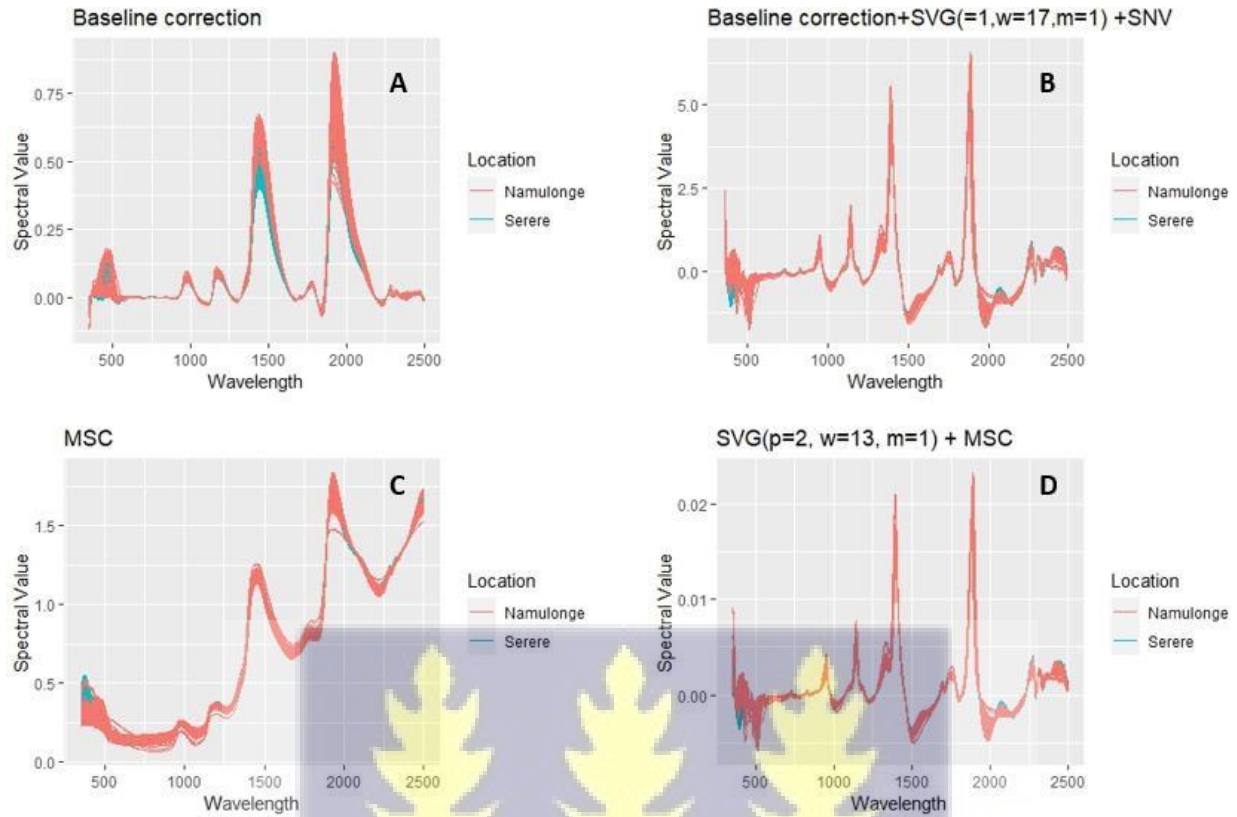 Baseline correction
A
Spectral Value
0.75
0.50
0.25
0.00
500 1000 1500 2000 2500
Wavelength
Location
Namulonge
Serere
Baseline correction+SVG(=1,w=17,m=1) +SNV
B
Spectral Value
5.0
2.5
0.0
500 1000 1500 2000 2500
Wavelength
Location
Namulonge
Serere
MSC
C
Spectral Value
1.5
1.0
0.5
0.0
500 1000 1500 2000 2500
Wavelength
Location
Namulonge
Serere
SVG(p=2, w=13, m=1) + MSC
D
Spectral Value
0.02
0.01
0.00
500 1000 1500 2000 2500
Wavelength
Location
Namulonge
Serere